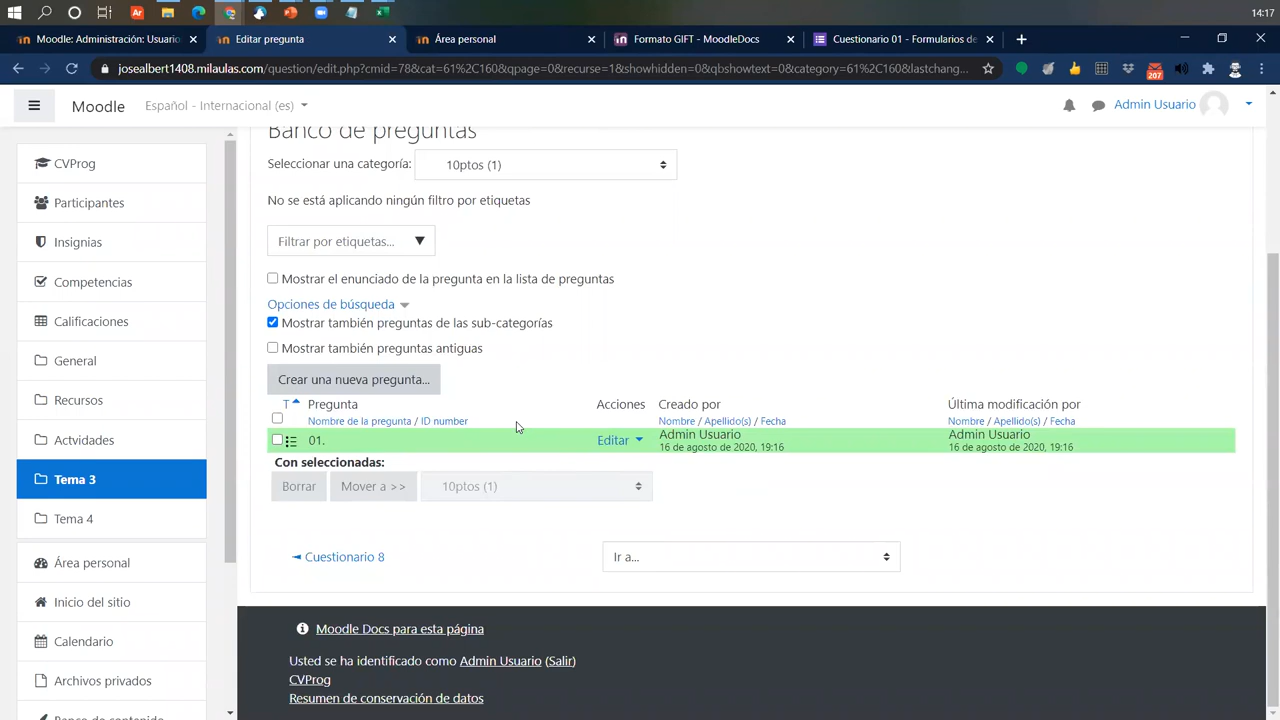 14:17
Moodle: Administración: Usuario
Editar pregunta
Área personal
Formato GIFT - MoodleDocs
Cuestionario 01 - Formularios de
josealbert1408.milaulas.com/question/edit.php?cmid=78&cat=61%2C160&qpage=0&recurse=1&showhidden=0&qbshowtext=0&category=61%2C160&lastchang...
207
Moodle
Español - Internacional (es)
Admin Usuario
Banco de preguntas
CVProg
Participantes
Insignias
Competencias
Calificaciones
General
Recursos
Actvidades
Tema 3
Tema 4
Área personal
Inicio del sitio
Calendario
Archivos privados
Banco de contenido
Seleccionar una categoría:
10ptos (1)
No se está aplicando ningún filtro por etiquetas
Filtrar por etiquetas...
Mostrar el enunciado de la pregunta en la lista de preguntas
Opciones de búsqueda
Mostrar también preguntas de las sub-categorías
Mostrar también preguntas antiguas
Crear una nueva pregunta...
T Pregunta Acciones Creado por Última modificación por
Nombre de la pregunta / ID number Nombre / Apellido(s) / Fecha Nombre / Apellido(s) / Fecha
01. Editar Admin Usuario Admin Usuario
16 de agosto de 2020, 19:16 16 de agosto de 2020, 19:16
Con seleccionadas:
Borrar Mover a >> 10ptos (1)
◄ Cuestionario 8 Ir a...
Moodle Docs para esta página
Usted se ha identificado como Admin Usuario (Salir)
CVProg
Resumen de conservación de datos